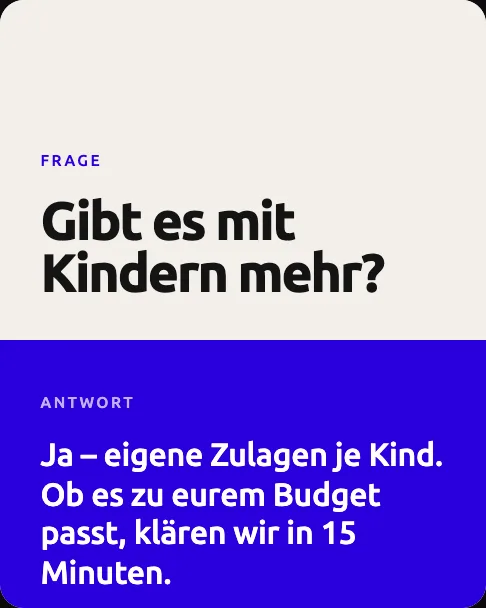 FRAGE
Gibt es mit
Kindern mehr?
ANTWORT
Ja – eigene Zulagen je Kind.
Ob es zu eurem Budget
passt, klären wir in 15
Minuten.